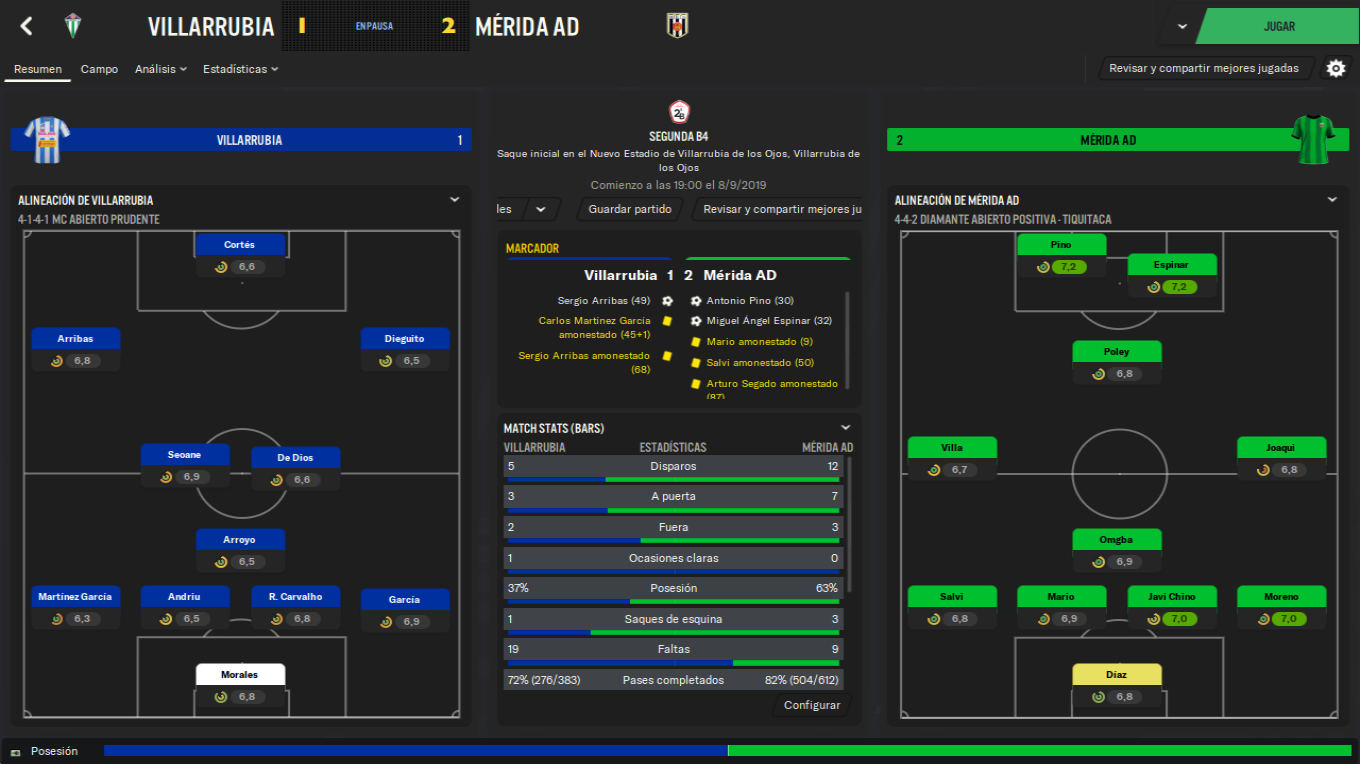 VILLARRUBIA
1
EN PAUSA
2
MÉRIDA AD
JUGAR
Resumen
Campo
Análisis
Estadísticas
Revisar y compartir mejores jugadas
VILLARRUBIA
1
ALINEACIÓN DE VILLARRUBIA
4-1-4-1 MC ABIERTO PRUDENTE
Cortés
6,6
Arribas
6,8
Dieguito
6,5
Seoane
6,9
De Dios
6,6
Arroyo
6,5
Martínez García
6,3
Andriu
6,5
R. Carvalho
6,8
García
6,9
Morales
6,8
2B
SEGUNDA B4
Saque inicial en el Nuevo Estadio de Villarrubia de los Ojos, Villarrubia de
los Ojos
Comienzo a las 19:00 el 8/9/2019
les
Guardar partido
Revisar y compartir mejores ju
MARCADOR
Villarrubia 1 2 Mérida AD
Sergio Arribas (49)
Carlos Martínez García
amonestado (45+1)
Sergio Arribas amonestado
(68)
Antonio Pino (30)
Miguel Ángel Espinar (32)
Mario amonestado (9)
Salvi amonestado (50)
Arturo Segado amonestado
(87)
MATCH STATS (BARS)
VILLARRUBIA ESTADÍSTICAS MÉRIDA AD
5 Disparos 12
3 A puerta 7
2 Fuera 3
1 Ocasiones claras 0
37% Posesión 63%
1 Saques de esquina 3
19 Faltas 9
72% (276/383) Pases completados 82% (504/612)
Configurar
2
MÉRIDA AD
ALINEACIÓN DE MÉRIDA AD
4-4-2 DIAMANTE ABIERTO POSITIVA - TIQUITACA
Pino
7,2
Espinar
7,2
Poley
6,8
Villa
6,7
Joaqui
6,8
Omgba
6,9
Salvi
6,8
Mario
6,9
Javi Chino
7,0
Moreno
7,0
Díaz
6,8
Posesión